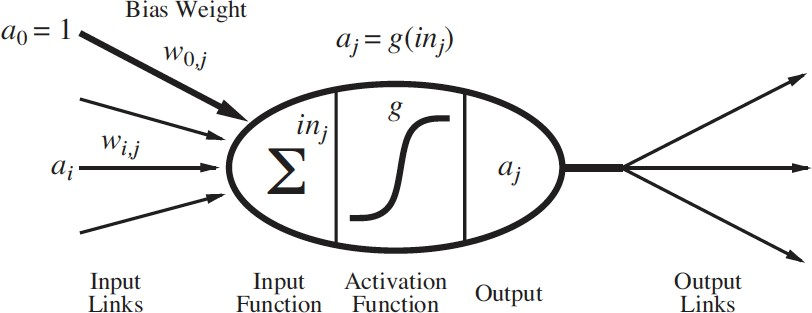 Bias Weight
a₀ = 1
aⱼ = g(inⱼ)
w₀,ⱼ
g
inⱼ
wᵢ,ⱼ
aᵢ
Σ
aⱼ
Input
Links
Input
Function
Activation
Function
Output
Output
Links